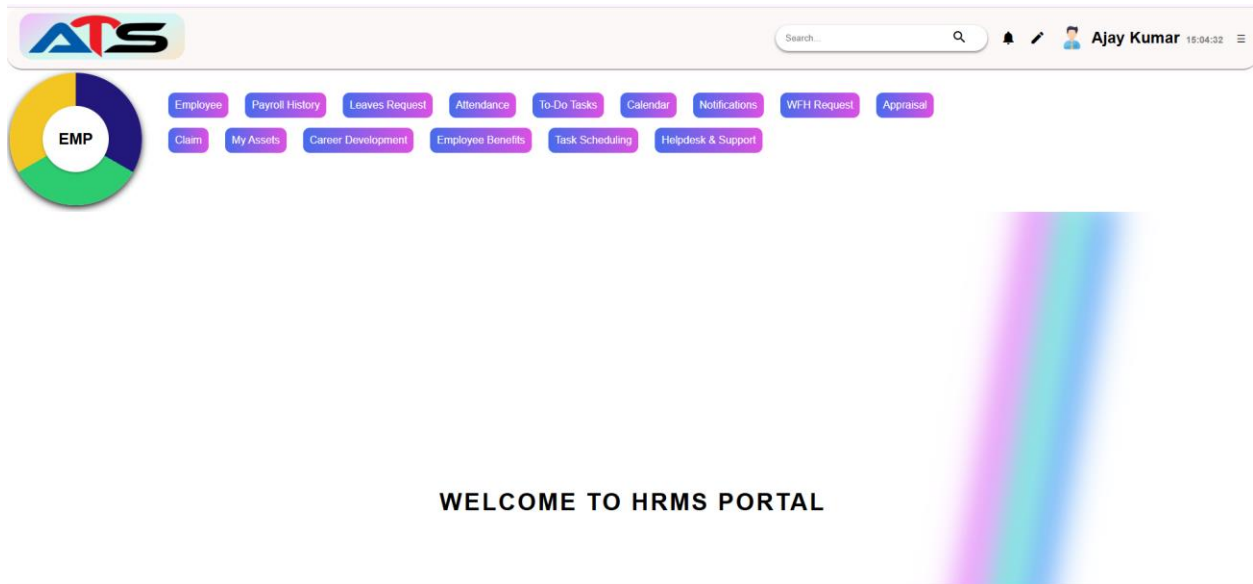 ATS
Search...
Ajay Kumar 15:04:32
EMP
Employee Payroll History Leaves Request Attendance To-Do Tasks Calendar Notifications WFH Request Appraisal
Claim My Assets Career Development Employee Benefits Task Scheduling Helpdesk & Support
WELCOME TO HRMS PORTAL